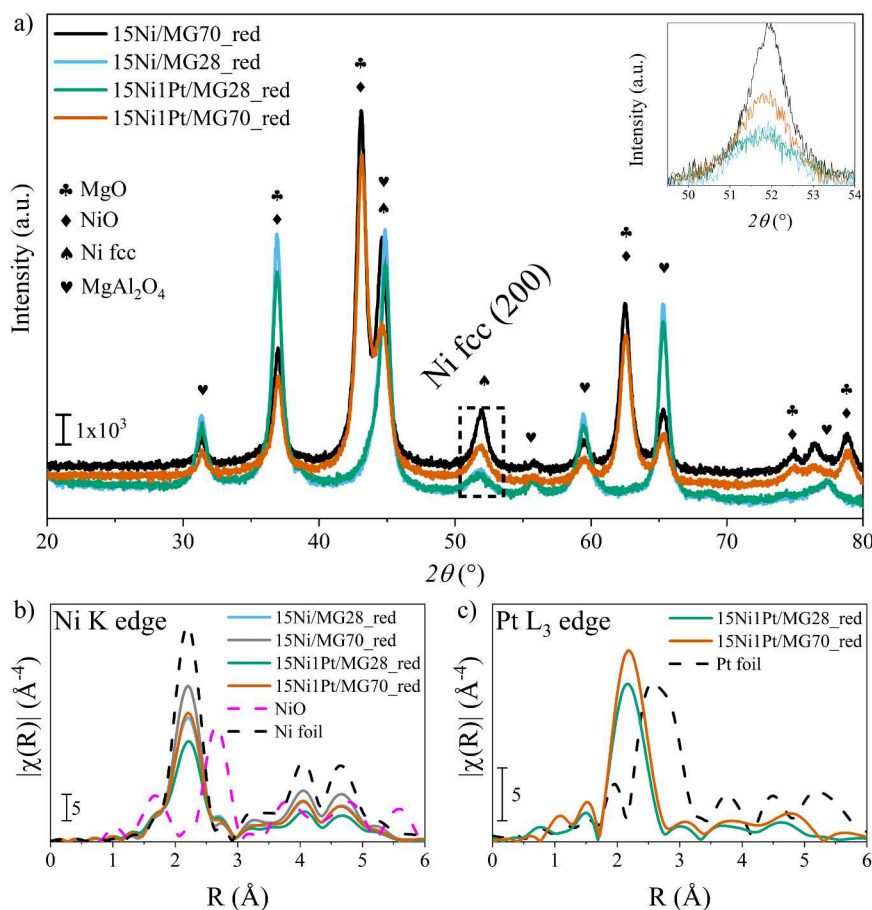 a)
15Ni/MG70_red
15Ni/MG28_red
15Ni1Pt/MG28_red
15Ni1Pt/MG70_red
♣ MgO
♦ NiO
♠ Ni fcc
♥ MgAl₂O₄
Intensity (a.u.)
1x10³
Ni fcc (200)
20 30 40 50 60 70 80
2θ (°)
Intensity (a.u.)
50 51 52 53 54
2θ (°)
b)
Ni K edge
15Ni/MG28_red
15Ni/MG70_red
15Ni1Pt/MG28_red
15Ni1Pt/MG70_red
NiO
Ni foil
|χ(R)| (Å⁻⁴)
5
0 1 2 3 4 5 6
R (Å)
c)
Pt L₃ edge
15Ni1Pt/MG28_red
15Ni1Pt/MG70_red
Pt foil
|χ(R)| (Å⁻⁴)
5
0 1 2 3 4 5 6
R (Å)